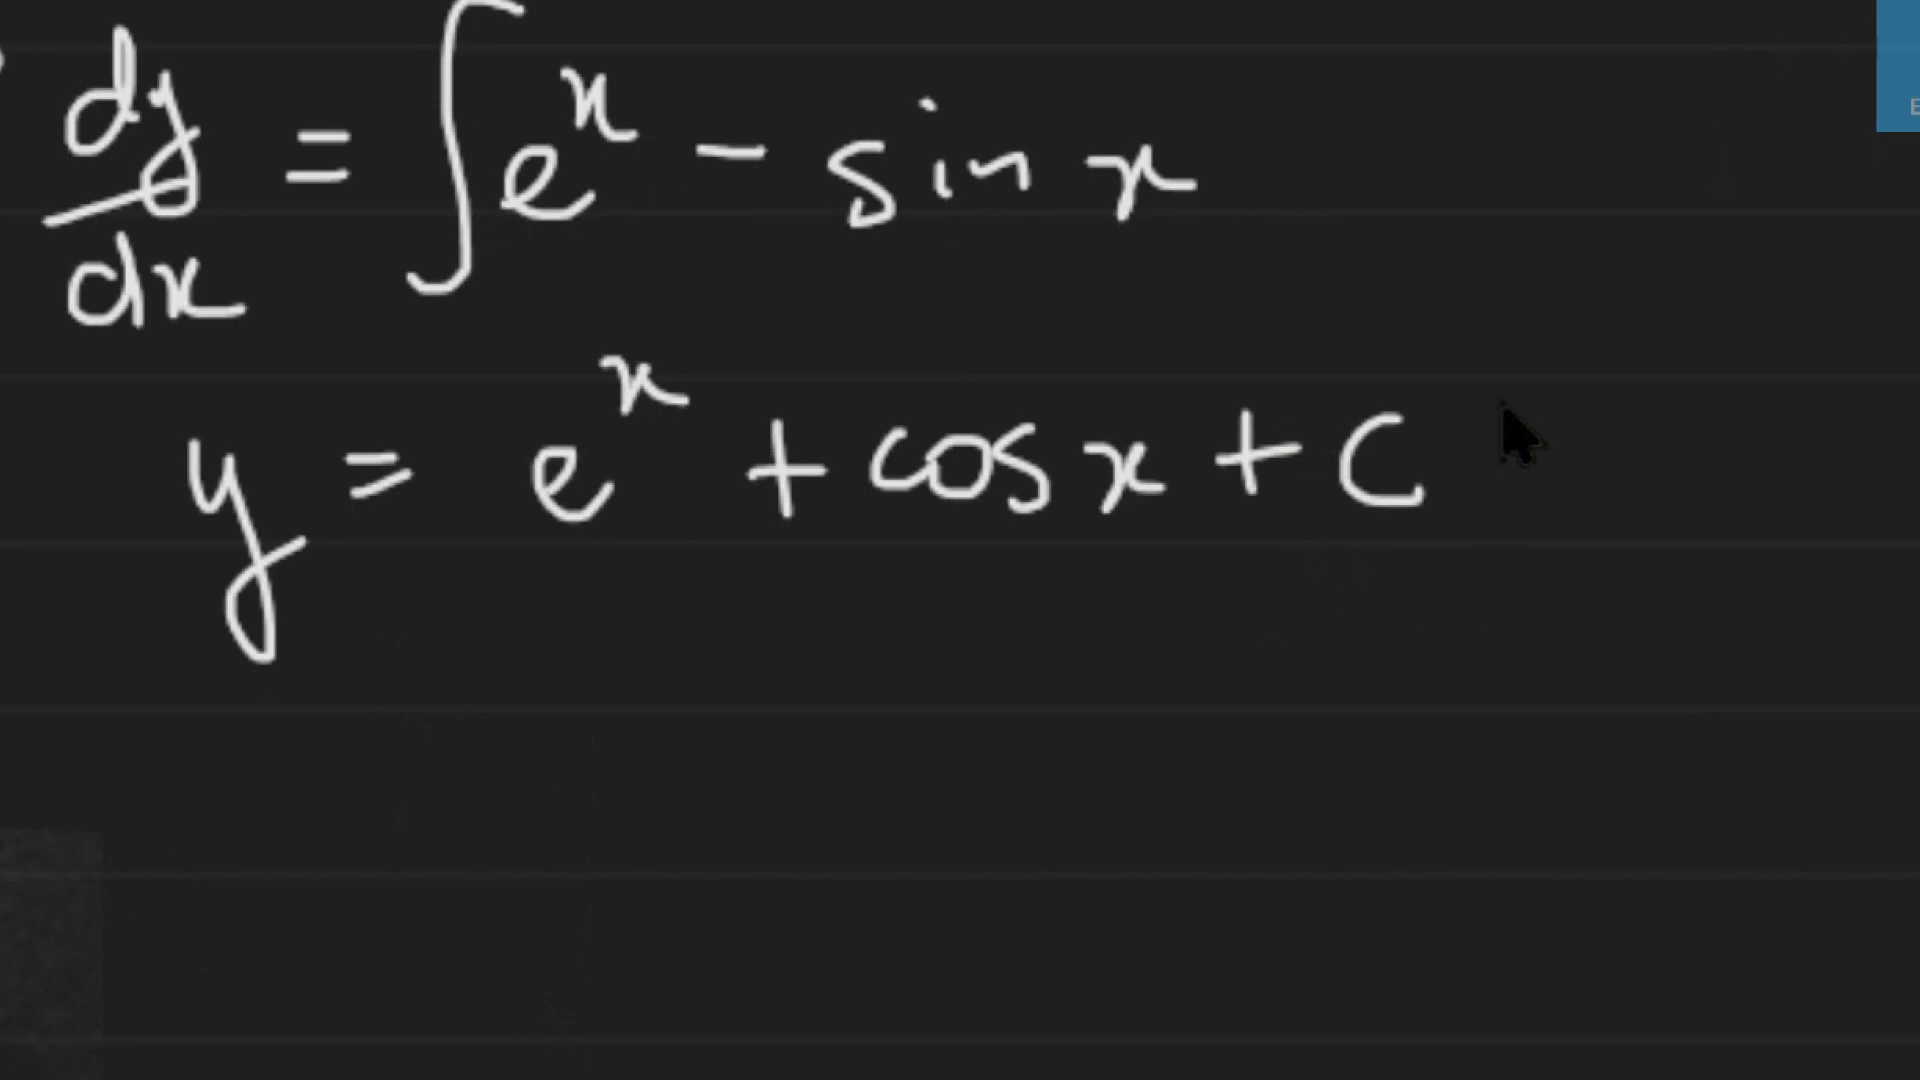 dy/dx = ∫ e^x - sin x
y = e^x + cos x + C